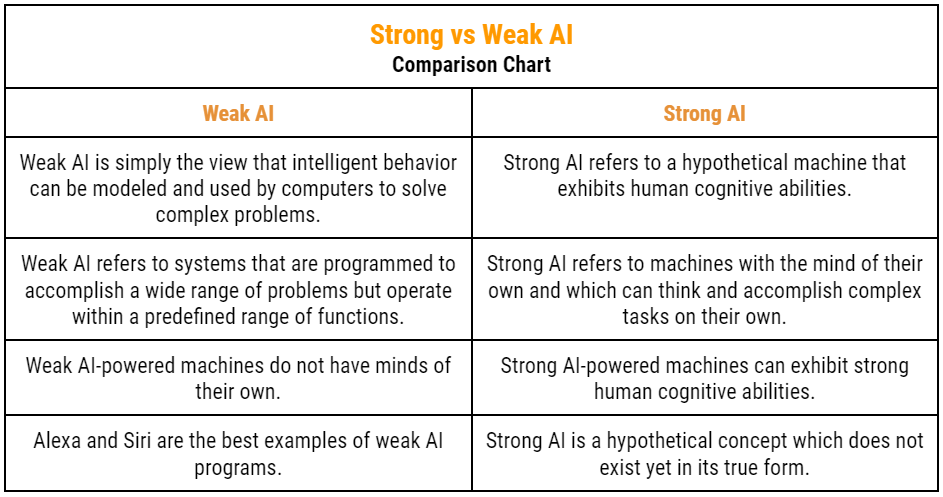 Strong vs Weak AI
Comparison Chart
Weak AI
Strong AI
Weak AI is simply the view that intelligent behavior
can be modeled and used by computers to solve
complex problems.
Strong AI refers to a hypothetical machine that
exhibits human cognitive abilities.
Weak AI refers to systems that are programmed to
accomplish a wide range of problems but operate
within a predefined range of functions.
Strong AI refers to machines with the mind of their
own and which can think and accomplish complex
tasks on their own.
Weak AI-powered machines do not have minds of
their own.
Strong AI-powered machines can exhibit strong
human cognitive abilities.
Alexa and Siri are the best examples of weak AI
programs.
Strong AI is a hypothetical concept which does not
exist yet in its true form.